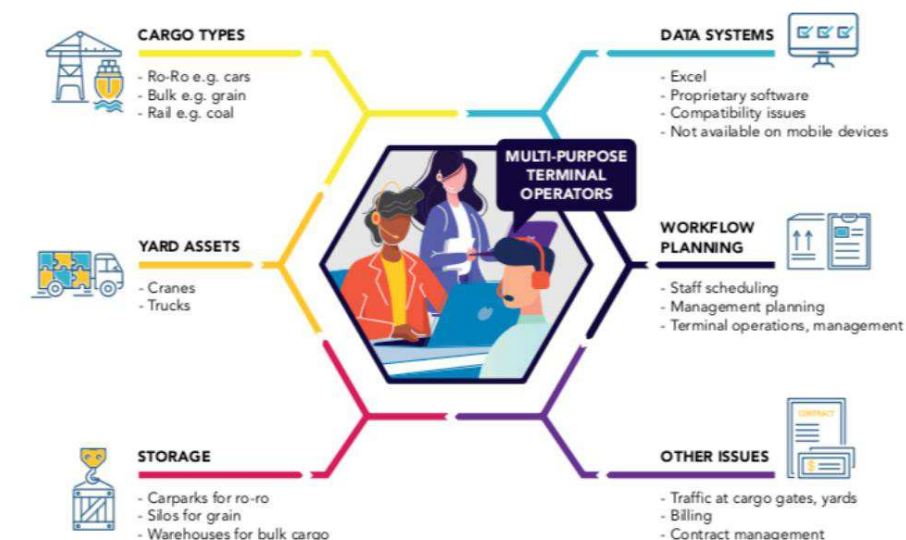 CARGO TYPES
- Ro-Ro e.g. cars
- Bulk e.g. grain
- Rail e.g. coal
DATA SYSTEMS
- Excel
- Proprietary software
- Compatibility issues
- Not available on mobile devices
MULTI-PURPOSE
TERMINAL
OPERATORS
YARD ASSETS
- Cranes
- Trucks
WORKFLOW
PLANNING
- Staff scheduling
- Management planning
- Terminal operations, management
STORAGE
- Carparks for ro-ro
- Silos for grain
- Warehouses for bulk cargo
OTHER ISSUES
- Traffic at cargo gates, yards
- Billing
- Contract management
CONTRACT
$